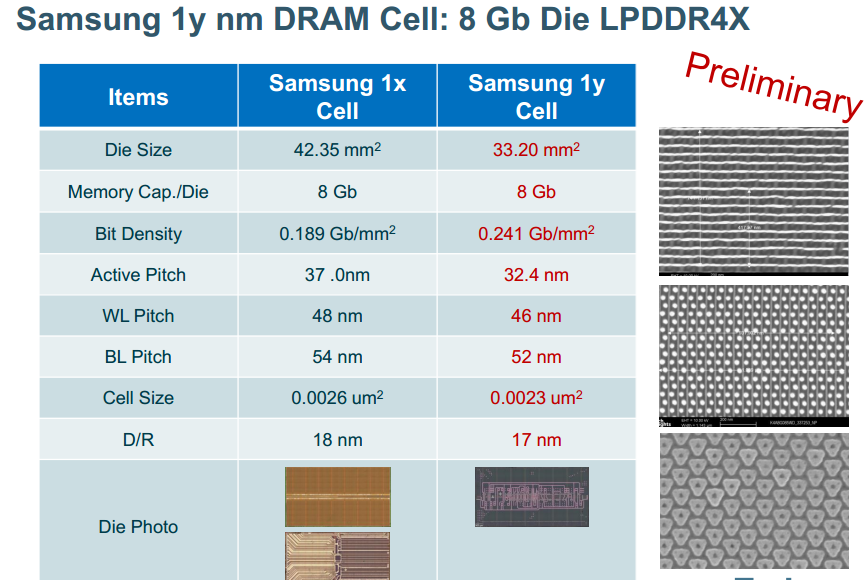 Samsung 1y nm DRAM Cell: 8 Gb Die LPDDR4X
Preliminary
Items
Samsung 1x
Cell
Samsung 1y
Cell
Die Size
42.35 mm²
33.20 mm²
Memory Cap./Die
8 Gb
8 Gb
Bit Density
0.189 Gb/mm²
0.241 Gb/mm²
Active Pitch
37 .0nm
32.4 nm
WL Pitch
48 nm
46 nm
BL Pitch
54 nm
52 nm
Cell Size
0.0026 um²
0.0023 um²
D/R
18 nm
17 nm
Die Photo